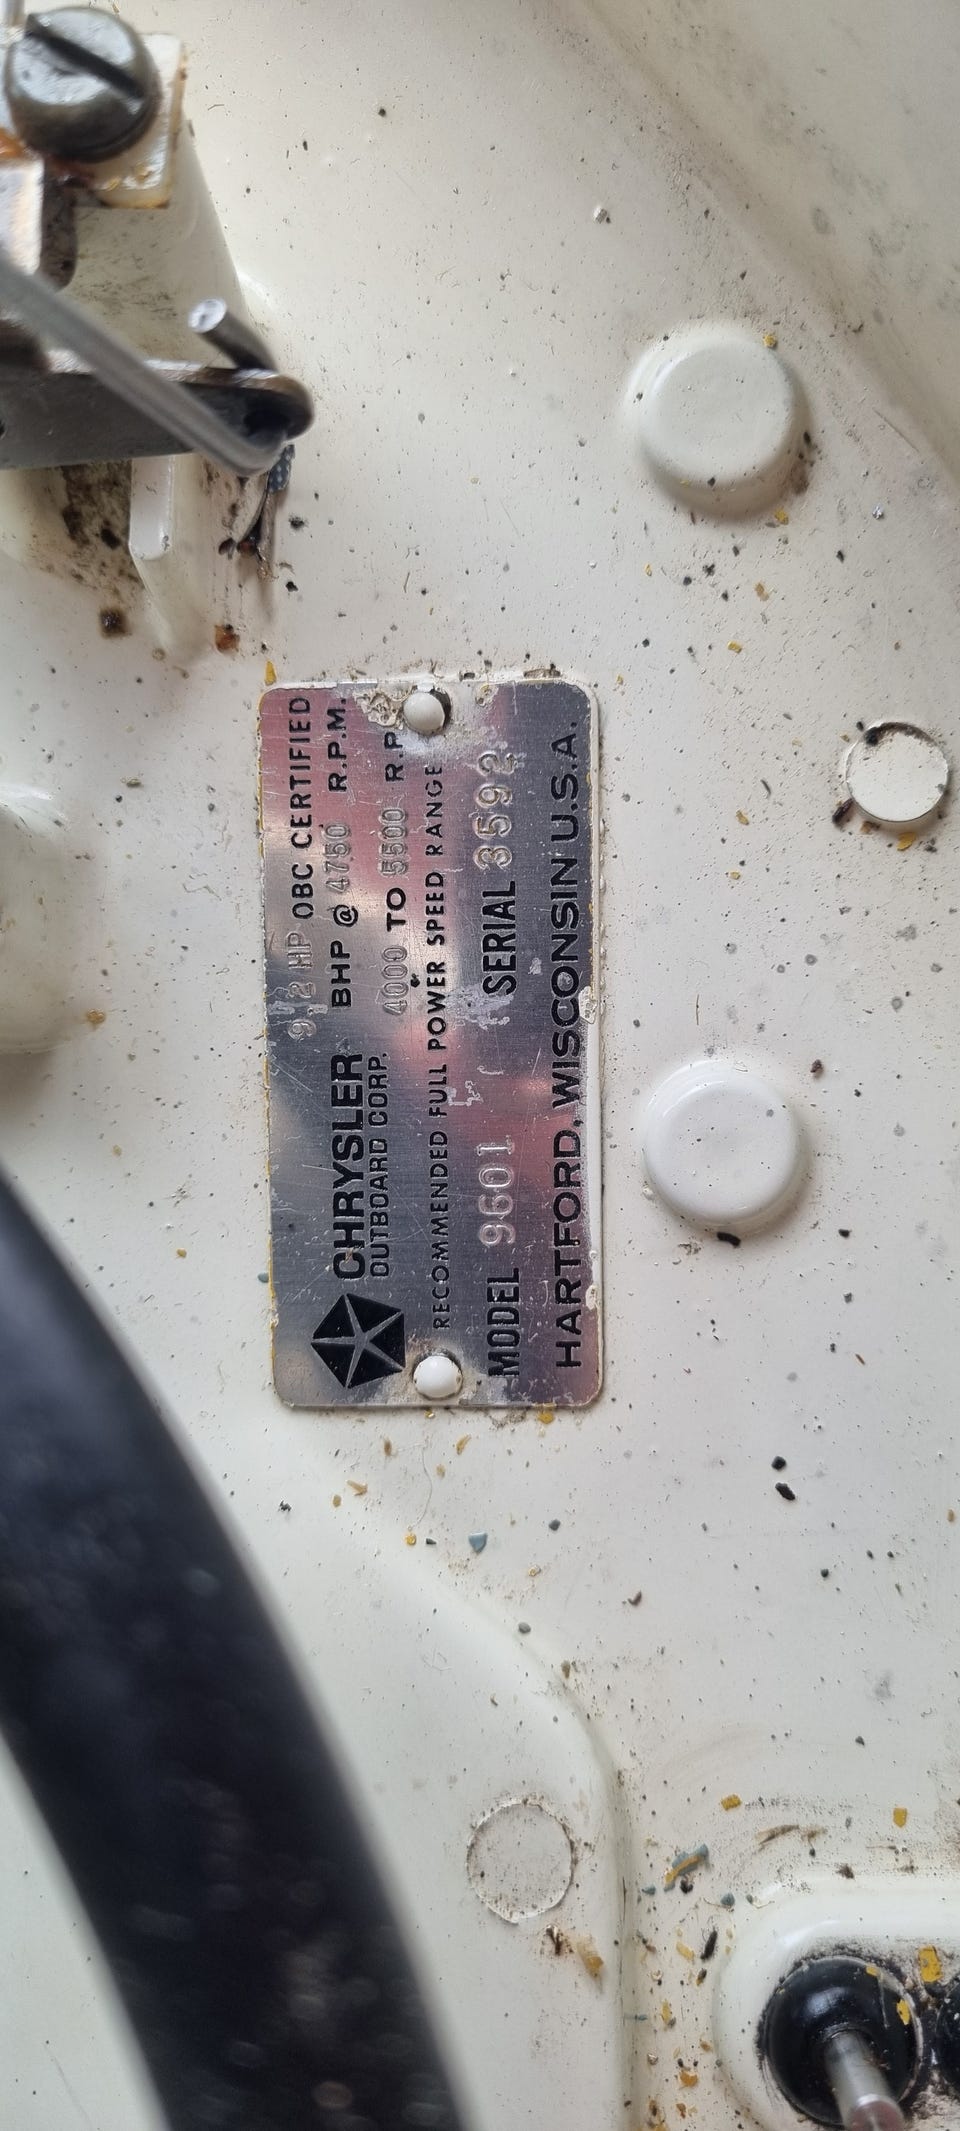 9,2 HP OBC CERTIFIED
CHRYSLER BHP @ 4750 R.P.M.
OUTBOARD CORP. 4000 TO 5500 R.P
RECOMMENDED FULL POWER SPEED RANGE
MODEL 9601 SERIAL 3592
HARTFORD, WISCONSIN U.S.A.